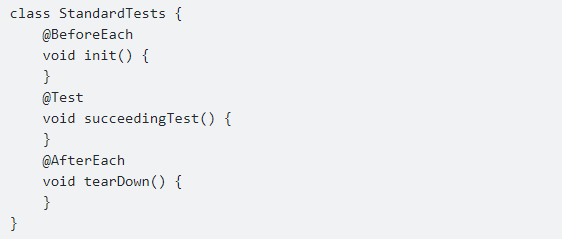 class StandardTests {
    @BeforeEach
    void init() {
    }
    @Test
    void succeedingTest() {
    }
    @AfterEach
    void tearDown() {
    }
}